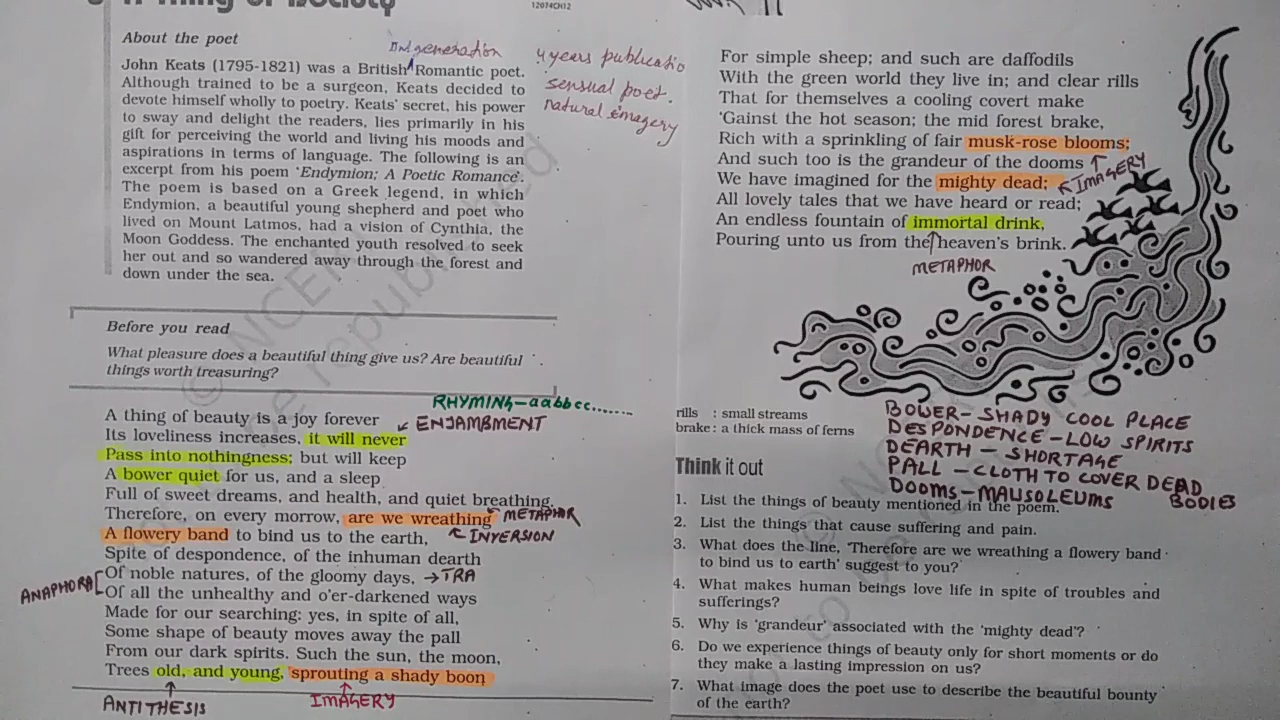 A Thing of Beauty
12074CH12
About the poet
IInd generation
John Keats (1795-1821) was a British Romantic poet.
Although trained to be a surgeon, Keats decided to
devote himself wholly to poetry. Keats' secret, his power
to sway and delight the readers, lies primarily in his
gift for perceiving the world and living his moods and
aspirations in terms of language. The following is an
excerpt from his poem 'Endymion; A Poetic Romance'.
The poem is based on a Greek legend, in which
Endymion, a beautiful young shepherd and poet who
lived on Mount Latmos, had a vision of Cynthia, the
Moon Goddess. The enchanted youth resolved to seek
her out and so wandered away through the forest and
down under the sea.
4 years publicatio
sensual poet.
natural imagery
Before you read
What pleasure does a beautiful thing give us? Are beautiful
things worth treasuring?
RHYMING-aabbcc.......
A thing of beauty is a joy forever
ENJAMBMENT
Its loveliness increases, it will never
Pass into nothingness; but will keep
A bower quiet for us, and a sleep
Full of sweet dreams, and health, and quiet breathing.
Therefore, on every morrow, are we wreathing METAPHOR
A flowery band to bind us to the earth, INVERSION
Spite of despondence, of the inhuman dearth
Of noble natures, of the gloomy days, → TRA
ANAPHORA
Of all the unhealthy and o'er-darkened ways
Made for our searching: yes, in spite of all,
Some shape of beauty moves away the pall
From our dark spirits. Such the sun, the moon,
Trees old, and young, sprouting a shady boon
ANTITHESIS
IMAGERY
For simple sheep; and such are daffodils
With the green world they live in; and clear rills
That for themselves a cooling covert make
'Gainst the hot season; the mid forest brake,
Rich with a sprinkling of fair musk-rose blooms;
And such too is the grandeur of the dooms
We have imagined for the mighty dead; IMAGERY
All lovely tales that we have heard or read;
An endless fountain of immortal drink,
Pouring unto us from the heaven's brink.
METAPHOR
rills : small streams
brake : a thick mass of ferns
BOWER- SHADY COOL PLACE
DESPONDENCE-LOW SPIRITS
DEARTH - SHORTAGE
PALL - CLOTH TO COVER DEAD
BODIES
DOOMS-MAUSOLEUMS
Think it out
1. List the things of beauty mentioned in the poem.
2. List the things that cause suffering and pain.
3. What does the line, 'Therefore are we wreathing a flowery band
to bind us to earth' suggest to you?
4. What makes human beings love life in spite of troubles and
sufferings?
5. Why is 'grandeur' associated with the 'mighty dead'?
6. Do we experience things of beauty only for short moments or do
they make a lasting impression on us?
7. What image does the poet use to describe the beautiful bounty
of the earth?
© NCER